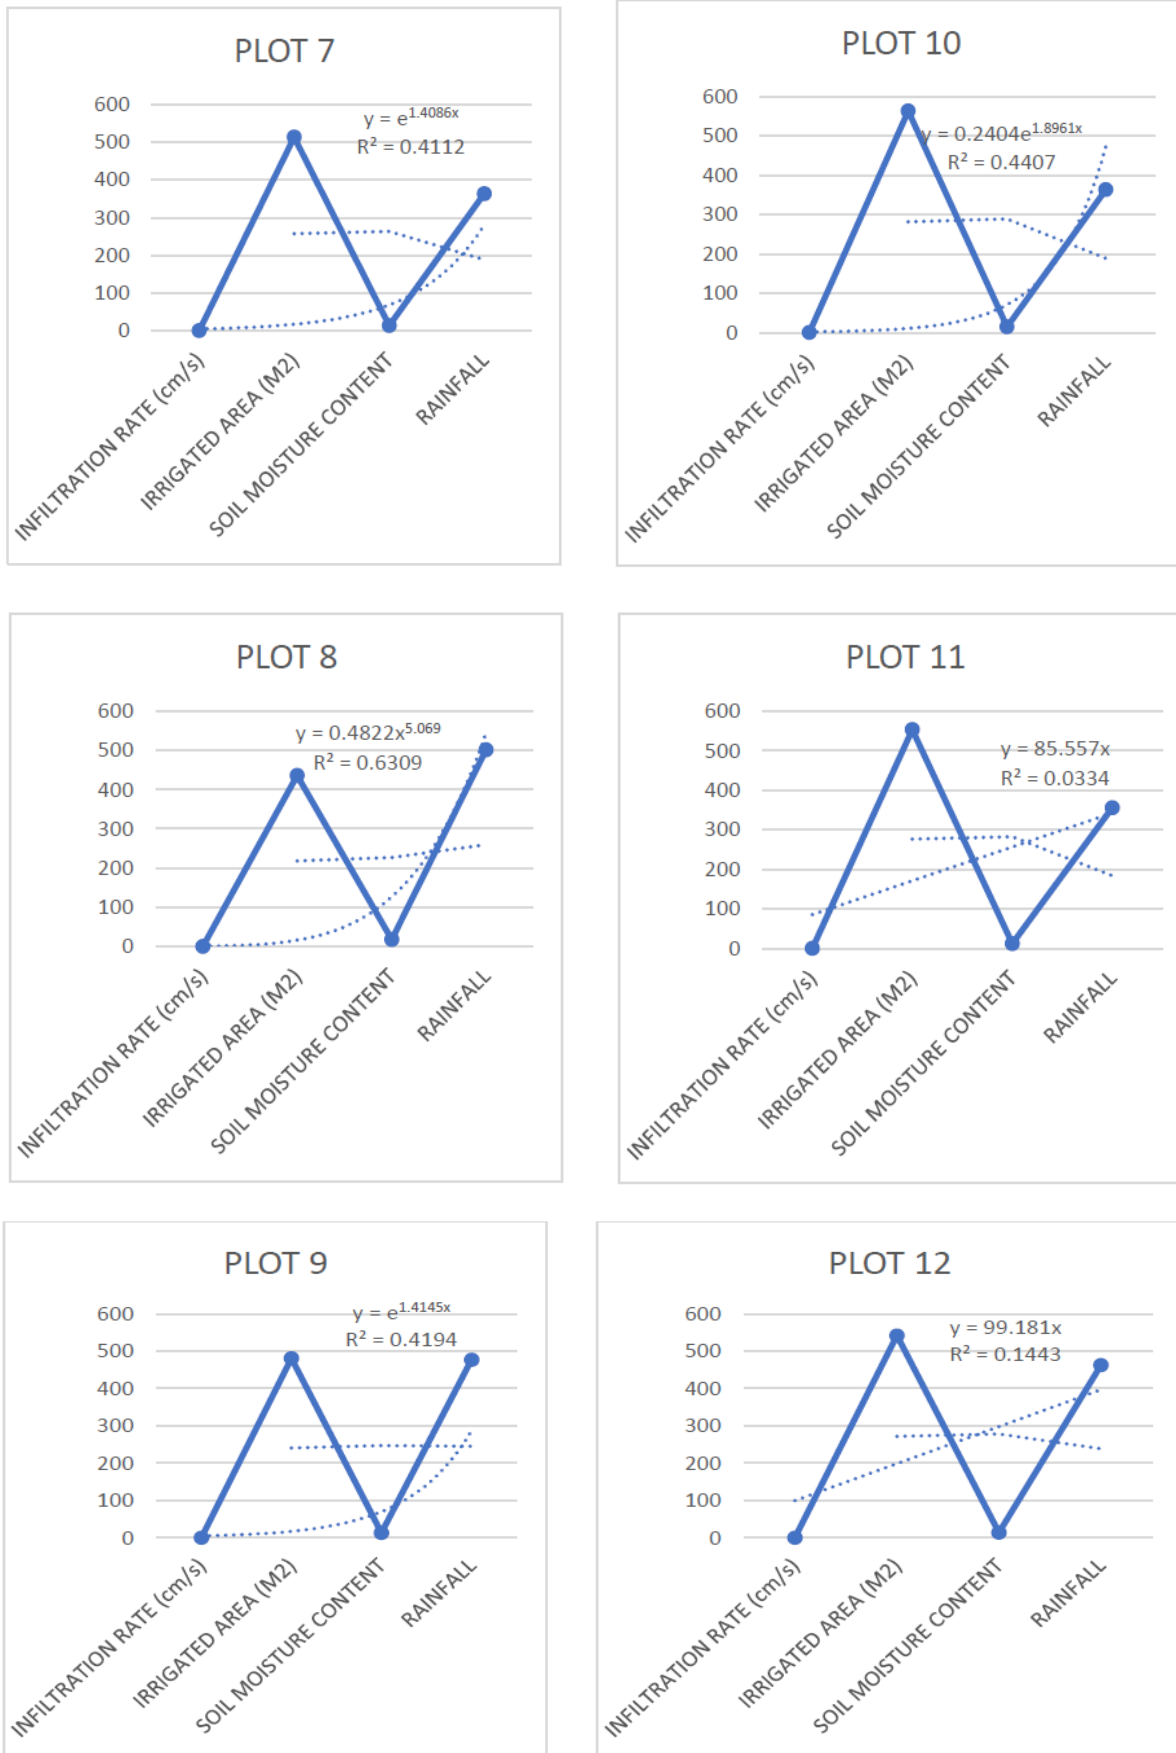 PLOT 7
y = e^1.4086x
R² = 0.4112
600
500
400
300
200
100
0
INFILTRATION RATE (cm/s)
IRRIGATED AREA (M2)
SOIL MOISTURE CONTENT
RAINFALL
PLOT 10
y = 0.2404e^1.8961x
R² = 0.4407
600
500
400
300
200
100
0
INFILTRATION RATE (cm/s)
IRRIGATED AREA (M2)
SOIL MOISTURE CONTENT
RAINFALL
PLOT 8
y = 0.4822x^5.069
R² = 0.6309
600
500
400
300
200
100
0
INFILTRATION RATE (cm/s)
IRRIGATED AREA (M2)
SOIL MOISTURE CONTENT
RAINFALL
PLOT 11
y = 85.557x
R² = 0.0334
600
500
400
300
200
100
0
INFILTRATION RATE (cm/s)
IRRIGATED AREA (M2)
SOIL MOISTURE CONTENT
RAINFALL
PLOT 9
y = e^1.4145x
R² = 0.4194
600
500
400
300
200
100
0
INFILTRATION RATE (cm/s)
IRRIGATED AREA (M2)
SOIL MOISTURE CONTENT
RAINFALL
PLOT 12
y = 99.181x
R² = 0.1443
600
500
400
300
200
100
0
INFILTRATION RATE (cm/s)
IRRIGATED AREA (M2)
SOIL MOISTURE CONTENT
RAINFALL